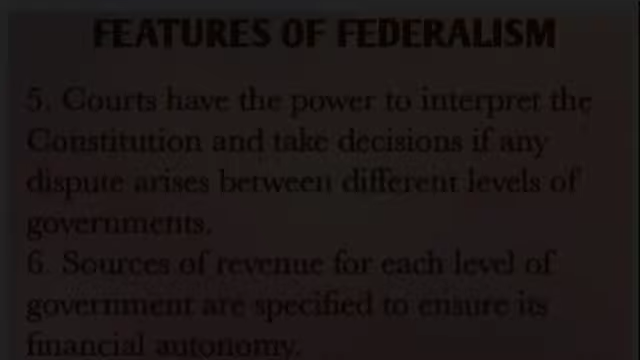 FEATURES OF FEDERALISM
5. Courts have the power to interpret the
Constitution and take decisions if any
dispute arises between different levels of
governments.
6. Sources of revenue for each level of
government are specified to ensure its
financial autonomy.